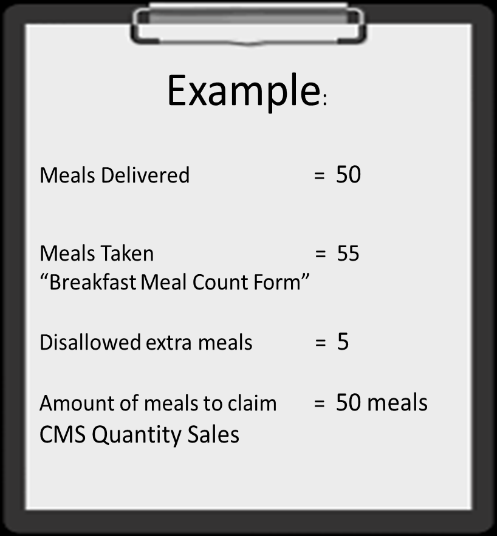 Example:
Meals Delivered = 50
Meals Taken = 55
“Breakfast Meal Count Form”
Disallowed extra meals = 5
Amount of meals to claim = 50 meals
CMS Quantity Sales